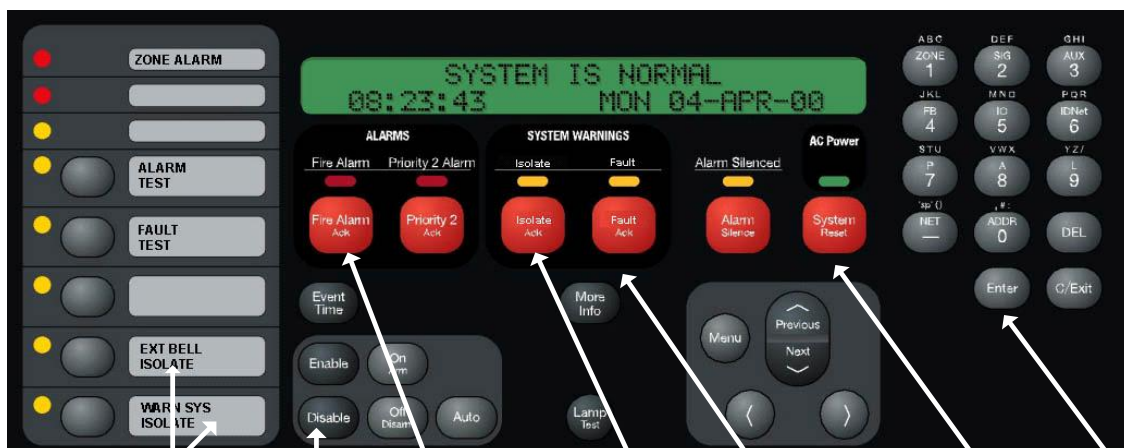 ZONE ALARM
ALARM
TEST
FAULT
TEST
EXT BELL
ISOLATE
WARN SYS
ISOLATE
SYSTEM IS NORMAL
08:23:43 MON 04-APR-00
ALARMS
SYSTEM WARNINGS
AC Power
Fire Alarm Priority 2 Alarm
Isolate Fault
Alarm Silenced
Fire Alarm
Ack
Priority 2
Ack
Isolate
Ack
Fault
Ack
Alarm
Silence
System
Reset
Event
Time
More
Info
Enable
On
Arm
Disable
Off
Disarm
Auto
Lamp
Test
Menu
Previous
Next
ABC DEF GHI
ZONE SIG AUX
1 2 3
JKL MNO PQR
FB IO IDNet
4 5 6
STU VWX YZ/
P A L
7 8 9
'sp' () , # :
NET ADDR
— 0 DEL
Enter C/Exit